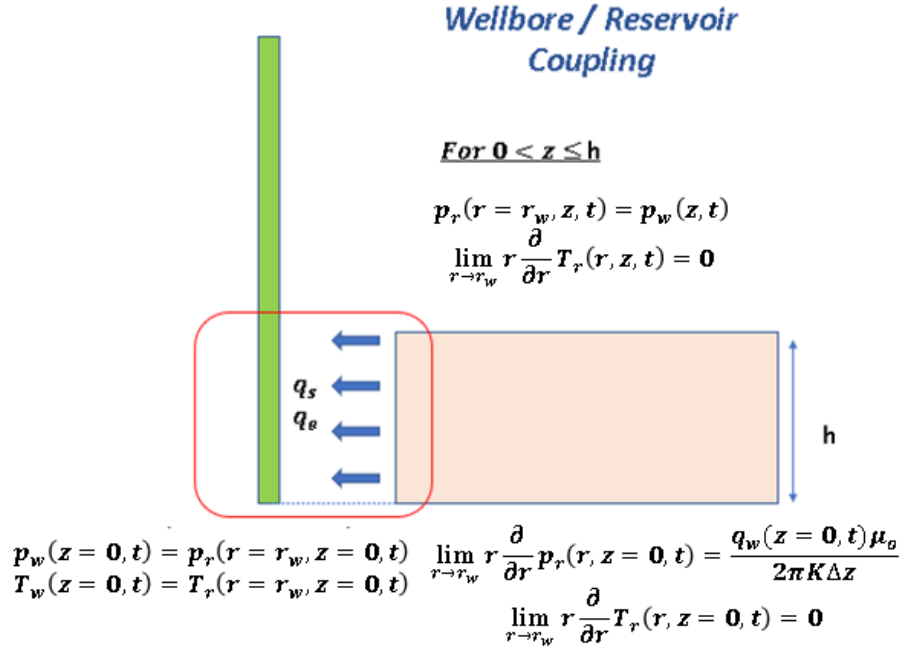 Wellbore / Reservoir
Coupling
For 0 < z ≤ h
p_r(r = r_w, z, t) = p_w(z, t)
lim_{r→r_w} r ∂/∂r T_r(r, z, t) = 0
q_s
q_e
h
p_w(z = 0, t) = p_r(r = r_w, z = 0, t)
T_w(z = 0, t) = T_r(r = r_w, z = 0, t)
lim_{r→r_w} r ∂/∂r p_r(r, z = 0, t) = q_w(z = 0, t)μ_o / 2πKΔz
lim_{r→r_w} r ∂/∂r T_r(r, z = 0, t) = 0